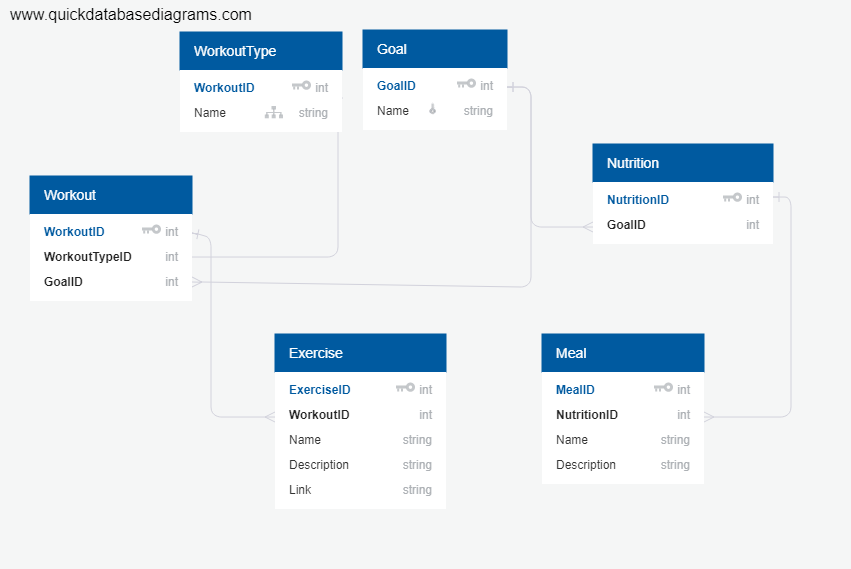 www.quickdatabasediagrams.com
WorkoutType
WorkoutID int
Name string
Goal
GoalID int
Name string
Nutrition
NutritionID int
GoalID int
Workout
WorkoutID int
WorkoutTypeID int
GoalID int
Exercise
ExerciseID int
WorkoutID int
Name string
Description string
Link string
Meal
MealID int
NutritionID int
Name string
Description string